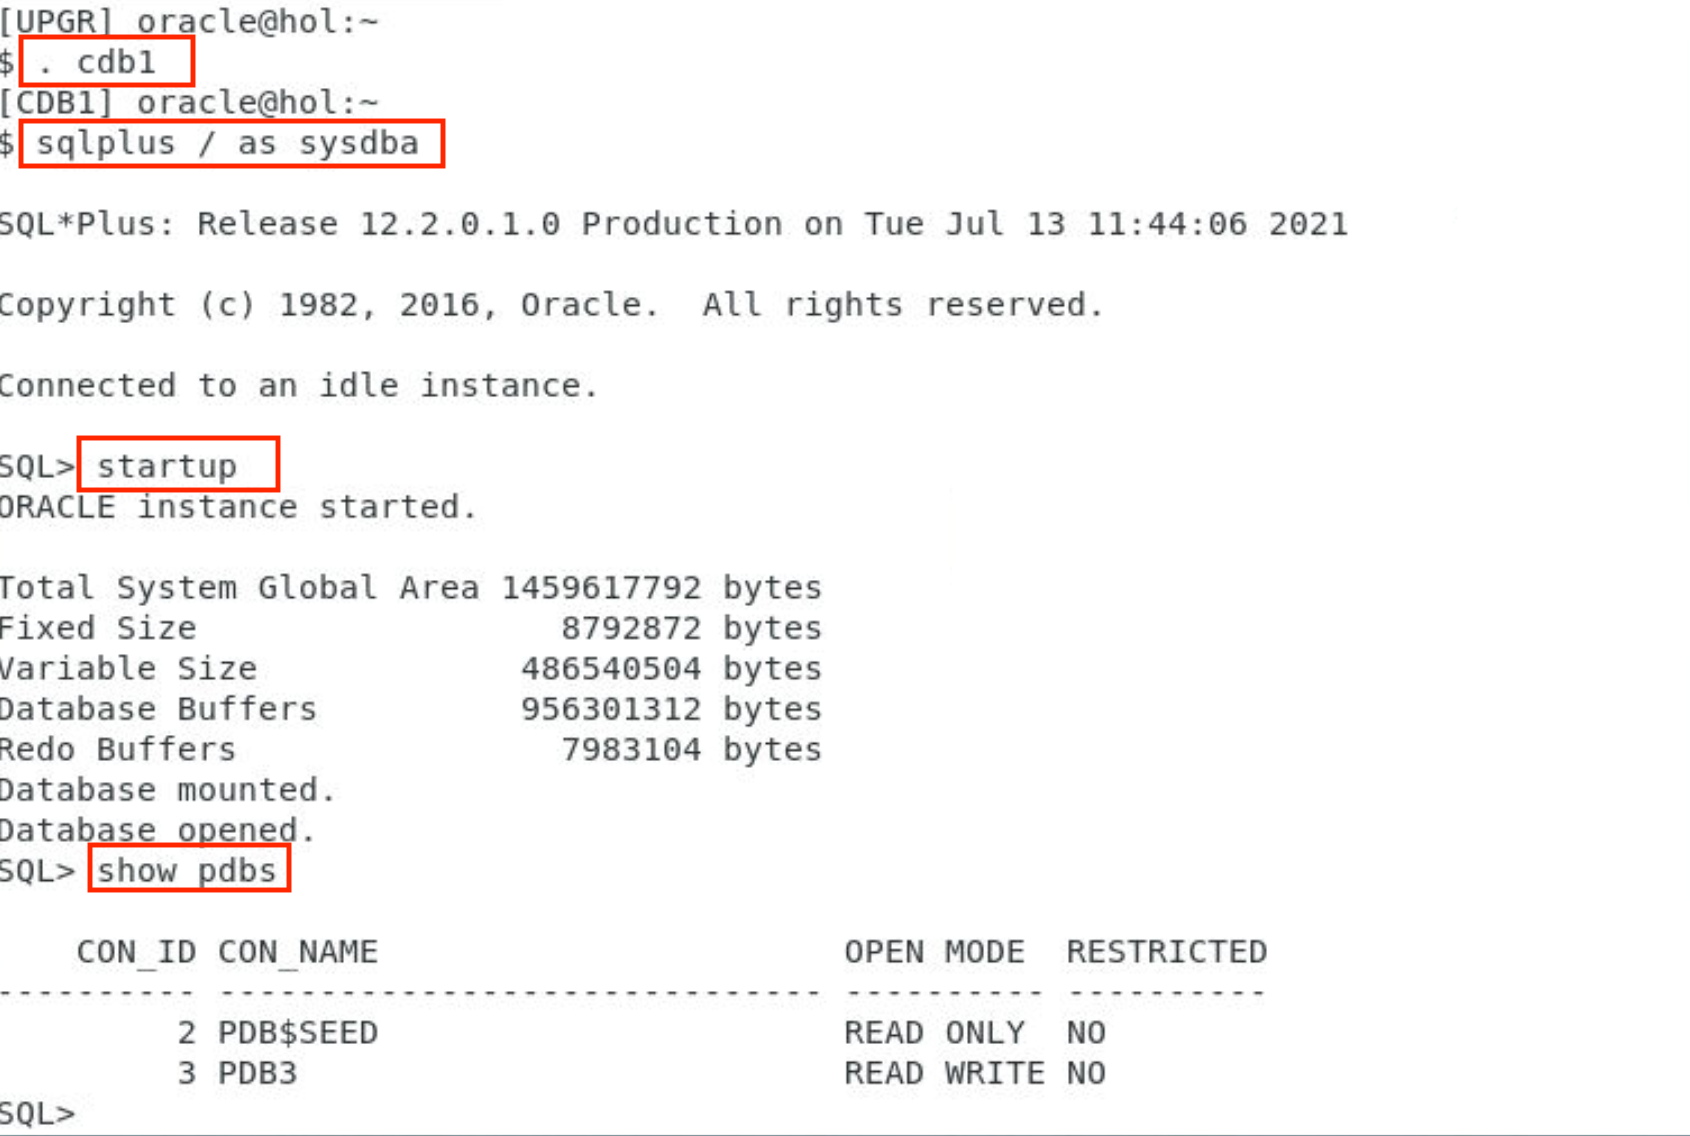 [UPGR] oracle@hol:~
$ . cdb1
[CDB1] oracle@hol:~
$ sqlplus / as sysdba
SQL*Plus: Release 12.2.0.1.0 Production on Tue Jul 13 11:44:06 2021
Copyright (c) 1982, 2016, Oracle.  All rights reserved.
Connected to an idle instance.
SQL> startup
ORACLE instance started.
Total System Global Area 1459617792 bytes
Fixed Size                  8792872 bytes
Variable Size             486540504 bytes
Database Buffers          956301312 bytes
Redo Buffers                7983104 bytes
Database mounted.
Database opened.
SQL> show pdbs
    CON_ID CON_NAME                       OPEN MODE  RESTRICTED
---------- ------------------------------ ---------- ----------
         2 PDB$SEED                       READ ONLY  NO
         3 PDB3                           READ WRITE NO
SQL>